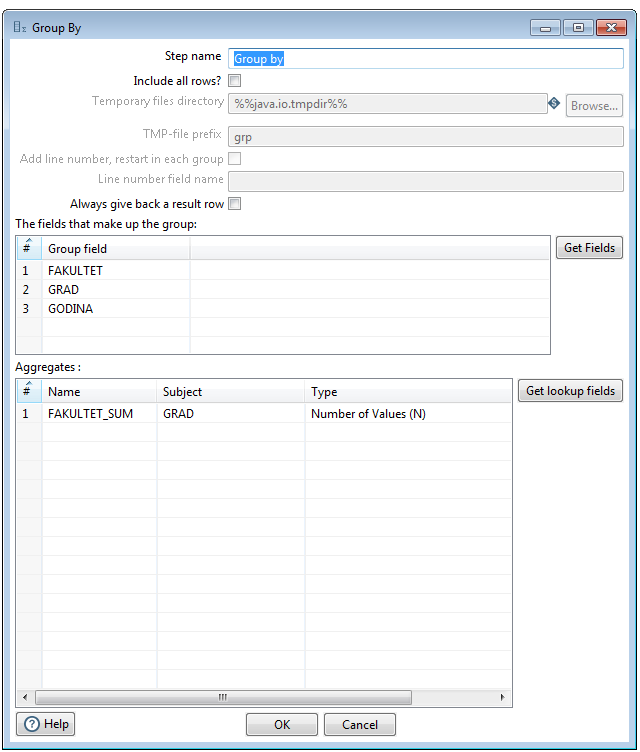 Group By
Step name Group by
Include all rows?
Temporary files directory %%java.io.tmpdir%% Browse...
TMP-file prefix grp
Add line number, restart in each group
Line number field name
Always give back a result row
The fields that make up the group:
# Group field Get Fields
1 FAKULTET
2 GRAD
3 GODINA
Aggregates :
# Name Subject Type Get lookup fields
1 FAKULTET_SUM GRAD Number of Values (N)
Help OK Cancel